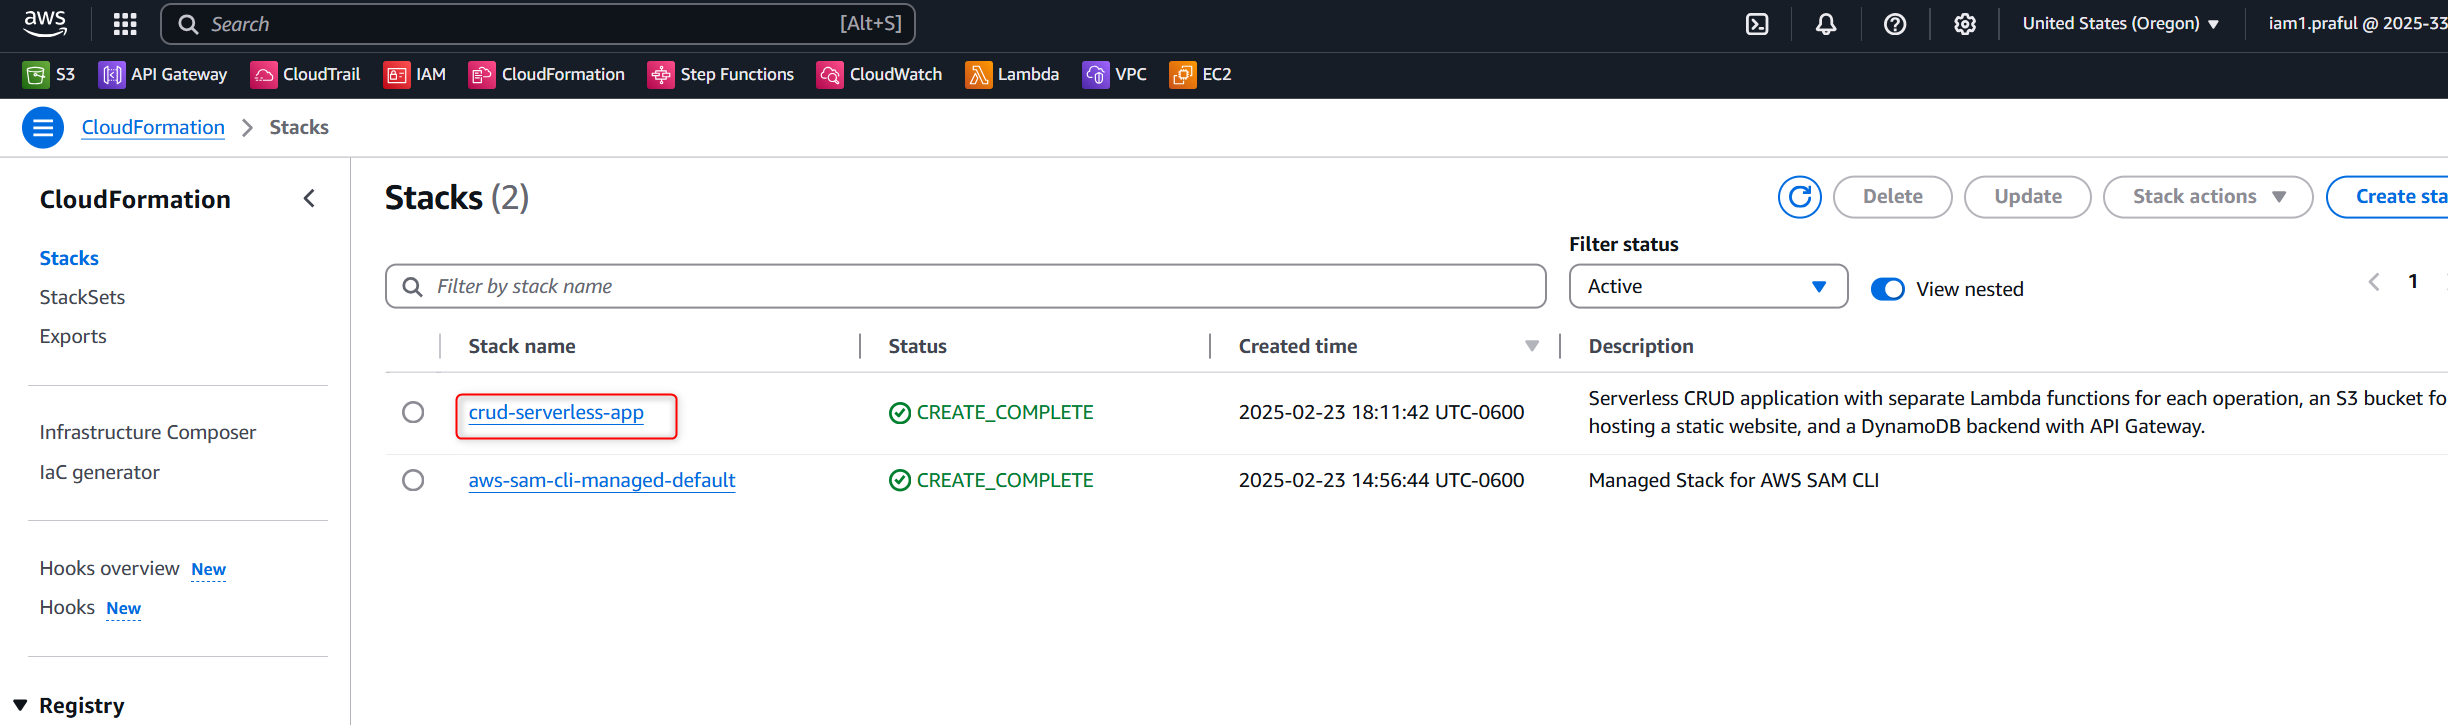 aws
Search [Alt+S]
United States (Oregon)
iam1.praful @ 2025-33
S3 API Gateway CloudTrail IAM CloudFormation Step Functions CloudWatch Lambda VPC EC2
CloudFormation Stacks
CloudFormation
Stacks
StackSets
Exports
Infrastructure Composer
IaC generator
Hooks overview New
Hooks New
Registry
Stacks (2)
Delete Update Stack actions Create sta
Filter status
Filter by stack name
Active
View nested
1
Stack name Status Created time Description
crud-serverless-app CREATE_COMPLETE 2025-02-23 18:11:42 UTC-0600 Serverless CRUD application with separate Lambda functions for each operation, an S3 bucket fo
hosting a static website, and a DynamoDB backend with API Gateway.
aws-sam-cli-managed-default CREATE_COMPLETE 2025-02-23 14:56:44 UTC-0600 Managed Stack for AWS SAM CLI